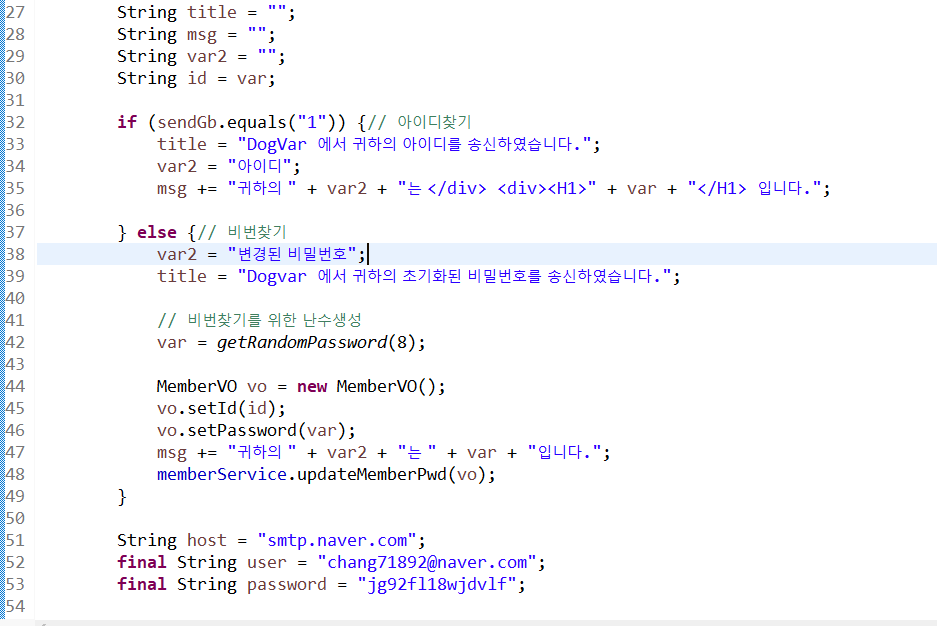 27 String title = "";
28 String msg = "";
29 String var2 = "";
30 String id = var;
31
32 if (sendGb.equals("1")) {// 아이디찾기
33 title = "DogVar 에서 귀하의 아이디를 송신하였습니다.";
34 var2 = "아이디";
35 msg += "귀하의 " + var2 + "는 </div> <div><H1>" + var + "</H1> 입니다.";
36
37 } else {// 비번찾기
38 var2 = "변경된 비밀번호";
39 title = "Dogvar 에서 귀하의 초기화된 비밀번호를 송신하였습니다.";
40
41 // 비번찾기를 위한 난수생성
42 var = getRandomPassword(8);
43
44 MemberVO vo = new MemberVO();
45 vo.setId(id);
46 vo.setPassword(var);
47 msg += "귀하의 " + var2 + "는 " + var + "입니다.";
48 memberService.updateMemberPwd(vo);
49 }
50
51 String host = "smtp.naver.com";
52 final String user = "chang71892@naver.com";
53 final String password = "jg92fl18wjdvlf";
54